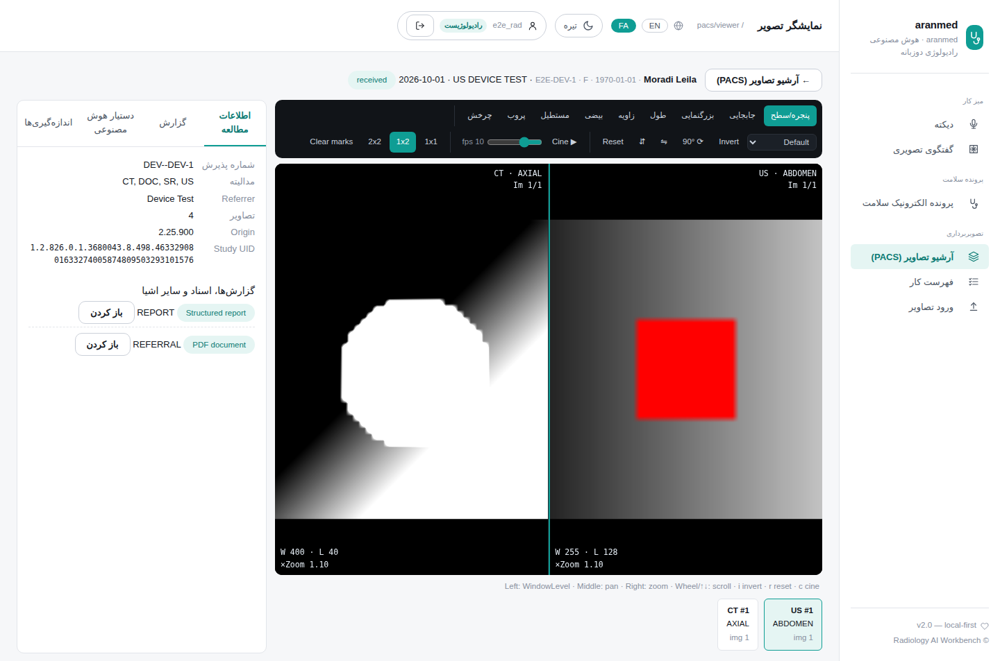 aranmed
aranmed · هوش مصنوعی
رادیولوژی دوزبانه
میز کار
دیکته
گفتگوی تصویری
پرونده سلامت
پرونده الکترونیک سلامت
تصویربرداری
آرشیو تصاویر (PACS)
فهرست کار
ورود تصاویر
v2.0 — local-first
Radiology AI Workbench ©
نمایشگر تصویر
pacs/viewer /
EN
FA
تیره
e2e_rad
رادیولوژیست
← آرشیو تصاویر (PACS)
Moradi Leila · E2E-DEV-1 · F · 1970-01-01 · 2026-10-01 · US DEVICE TEST
received
پنجره/سطح
جابجایی
بزرگنمایی
طول
زاویه
بیضی
مستطیل
پروب
چرخش
Default
Invert
90° ⟳
⇋
⇵
Reset
Cine ▶
fps 10
1x1
1x2
2x2
Clear marks
US · ABDOMEN
Im 1/1
W 255 · L 128
×Zoom 1.10
CT · AXIAL
Im 1/1
W 400 · L 40
×Zoom 1.10
Left: WindowLevel · Middle: pan · Right: zoom · Wheel/↑↓: scroll · i invert · r reset · c cine
US #1
ABDOMEN
img 1
CT #1
AXIAL
img 1
اطلاعات مطالعه
گزارش
دستیار هوش مصنوعی
اندازه‌گیری‌ها
شماره پذیرش DEV--DEV-1
مدالیته CT, DOC, SR, US
Referrer Device Test
تصاویر 4
Origin 2.25.900
Study UID 1.2.826.0.1.3680043.8.498.46332908
01633274005874809503293101576
گزارش‌ها، اسناد و سایر اشیا
Structured report REPORT باز کردن
PDF document REFERRAL باز کردن